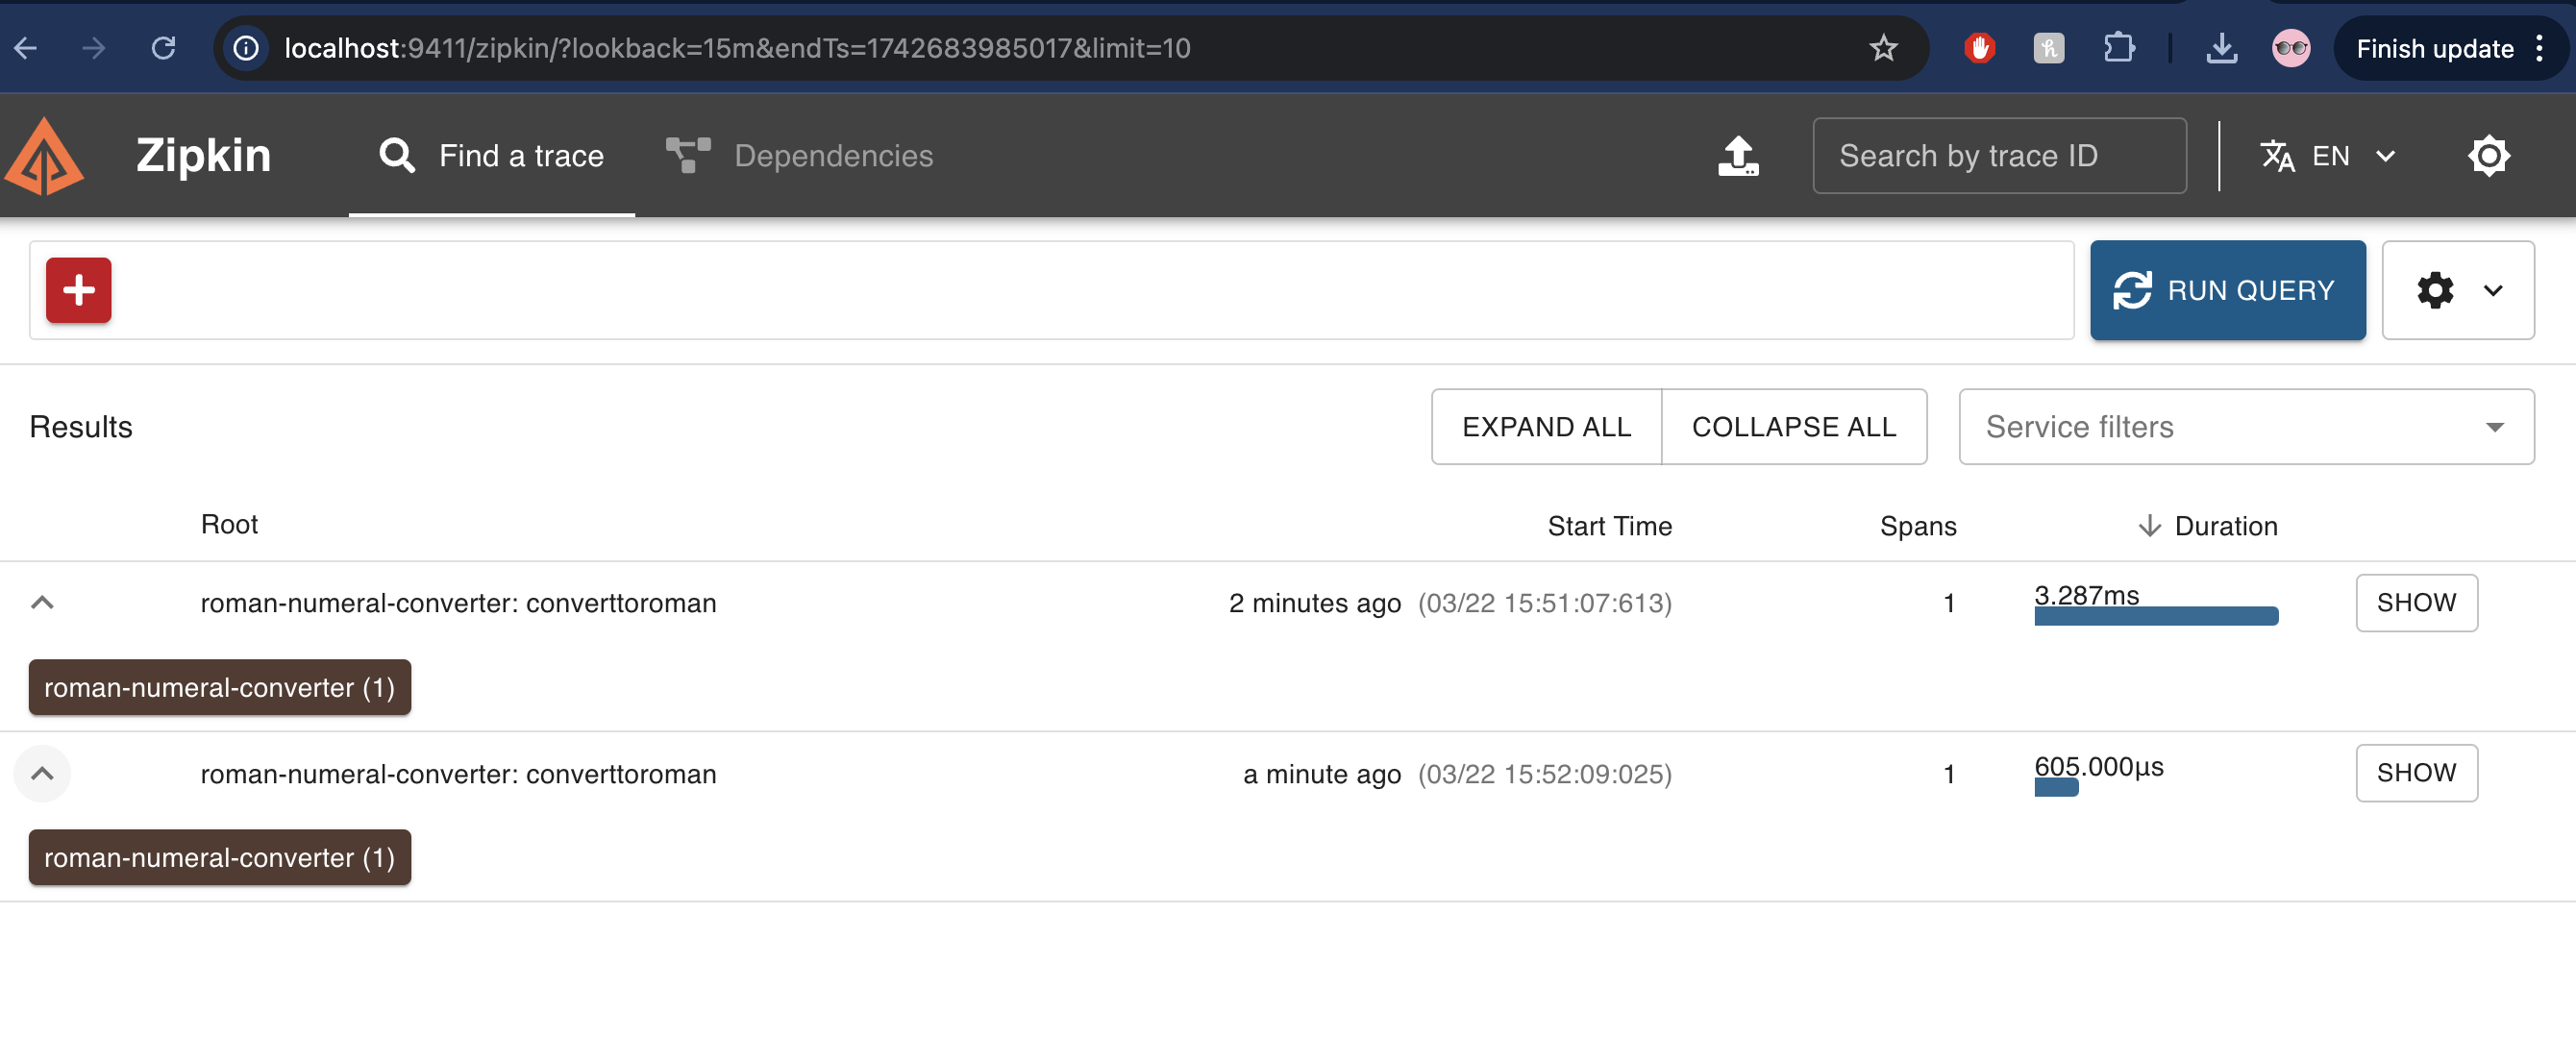 localhost:9411/zipkin/?lookback=15m&endTs=1742683985017&limit=10
Finish update
Zipkin
Find a trace
Dependencies
Search by trace ID
EN
RUN QUERY
Results
EXPAND ALL
COLLAPSE ALL
Service filters
Root
Start Time
Spans
Duration
roman-numeral-converter: converttoroman
2 minutes ago (03/22 15:51:07:613)
1
3.287ms
SHOW
roman-numeral-converter (1)
roman-numeral-converter: converttoroman
a minute ago (03/22 15:52:09:025)
1
605.000μs
SHOW
roman-numeral-converter (1)